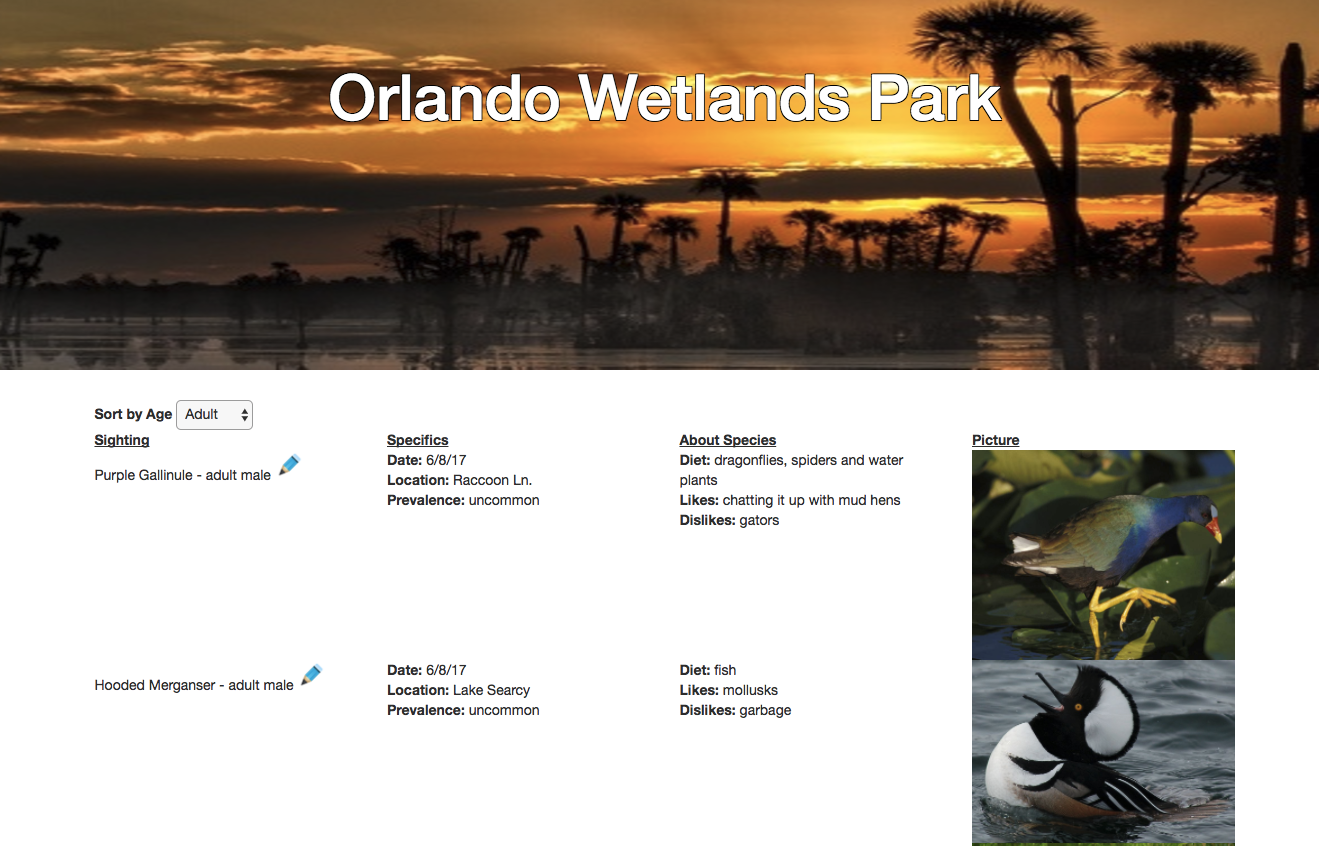 Orlando Wetlands Park
Sort by Age Adult
Sighting Specifics About Species Picture
Purple Gallinule - adult male
Date: 6/8/17
Location: Raccoon Ln.
Prevalence: uncommon
Diet: dragonflies, spiders and water
plants
Likes: chatting it up with mud hens
Dislikes: gators
Hooded Merganser - adult male
Date: 6/8/17
Location: Lake Searcy
Prevalence: uncommon
Diet: fish
Likes: mollusks
Dislikes: garbage